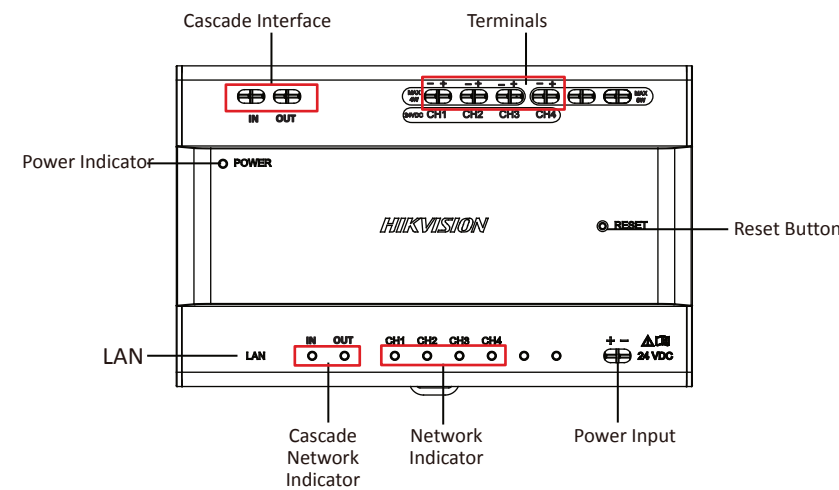 Cascade Interface
Terminals
- + - + - + - +
MAX 4W
MAX 6W
IN OUT
24VDC CH1 CH2 CH3 CH4
Power Indicator
POWER
HIKVISION
RESET
Reset Button
IN OUT CH1 CH2 CH3 CH4
+ -
LAN
LAN
24 VDC
Cascade
Network
Indicator
Network
Indicator
Power Input